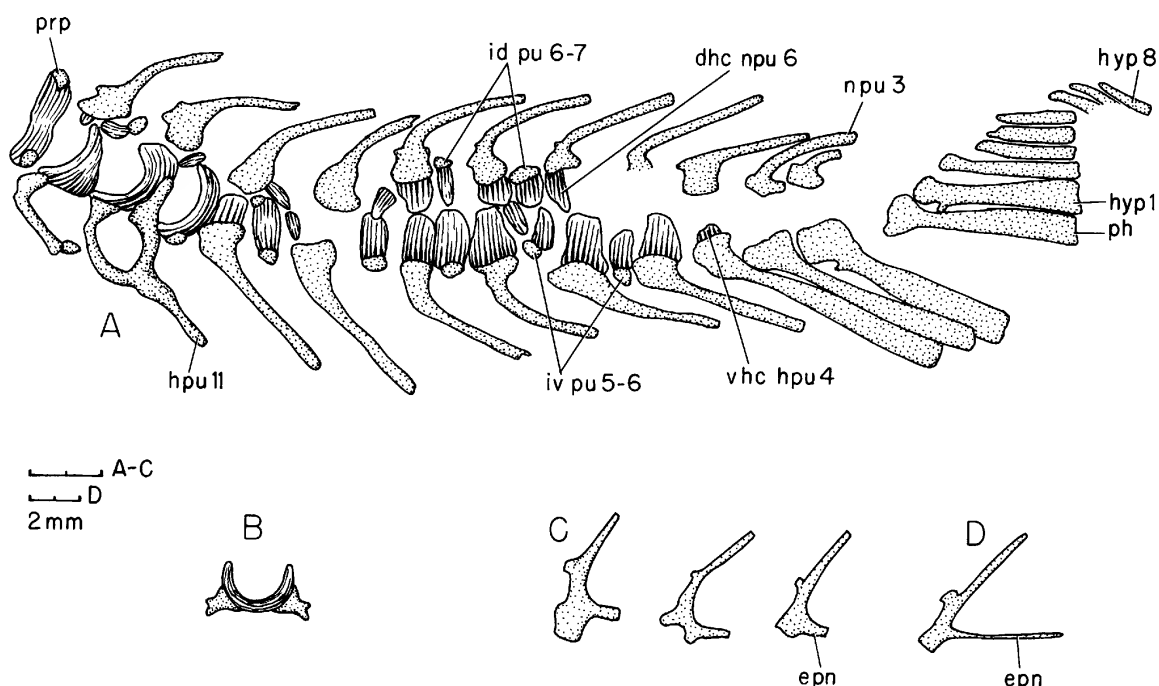 prp
id pu 6-7
dhc npu 6
hyp 8
npu 3
hyp 1
ph
A
hpu 11
iv pu 5-6
vhc hpu 4
A-C
D
2 mm
B
C
D
epn
epn